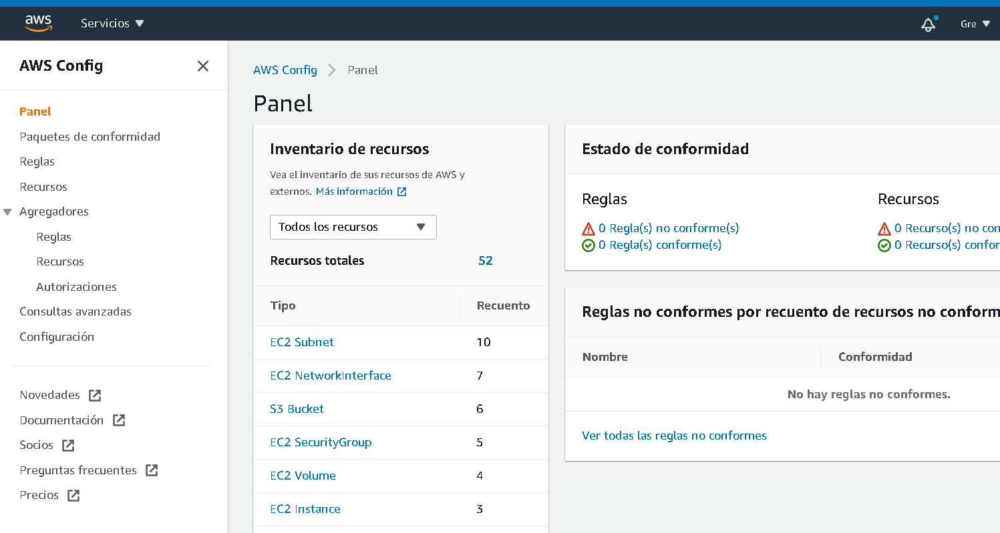 aws
Servicios
Gre
AWS Config
Panel
Paquetes de conformidad
Reglas
Recursos
Agregadores
Reglas
Recursos
Autorizaciones
Consultas avanzadas
Configuración
Novedades
Documentación
Socios
Preguntas frecuentes
Precios
AWS Config
Panel
Panel
Inventario de recursos
Vea el inventario de sus recursos de AWS y
externos. Más información
Todos los recursos
Recursos totales 52
Tipo Recuento
EC2 Subnet 10
EC2 NetworkInterface 7
S3 Bucket 6
EC2 SecurityGroup 5
EC2 Volume 4
EC2 Instance 3
Estado de conformidad
Reglas
0 Regla(s) no conforme(s)
0 Regla(s) conforme(s)
Recursos
0 Recurso(s) no con
0 Recurso(s) confor
Reglas no conformes por recuento de recursos no conform
Nombre Conformidad
No hay reglas no conformes.
Ver todas las reglas no conformes